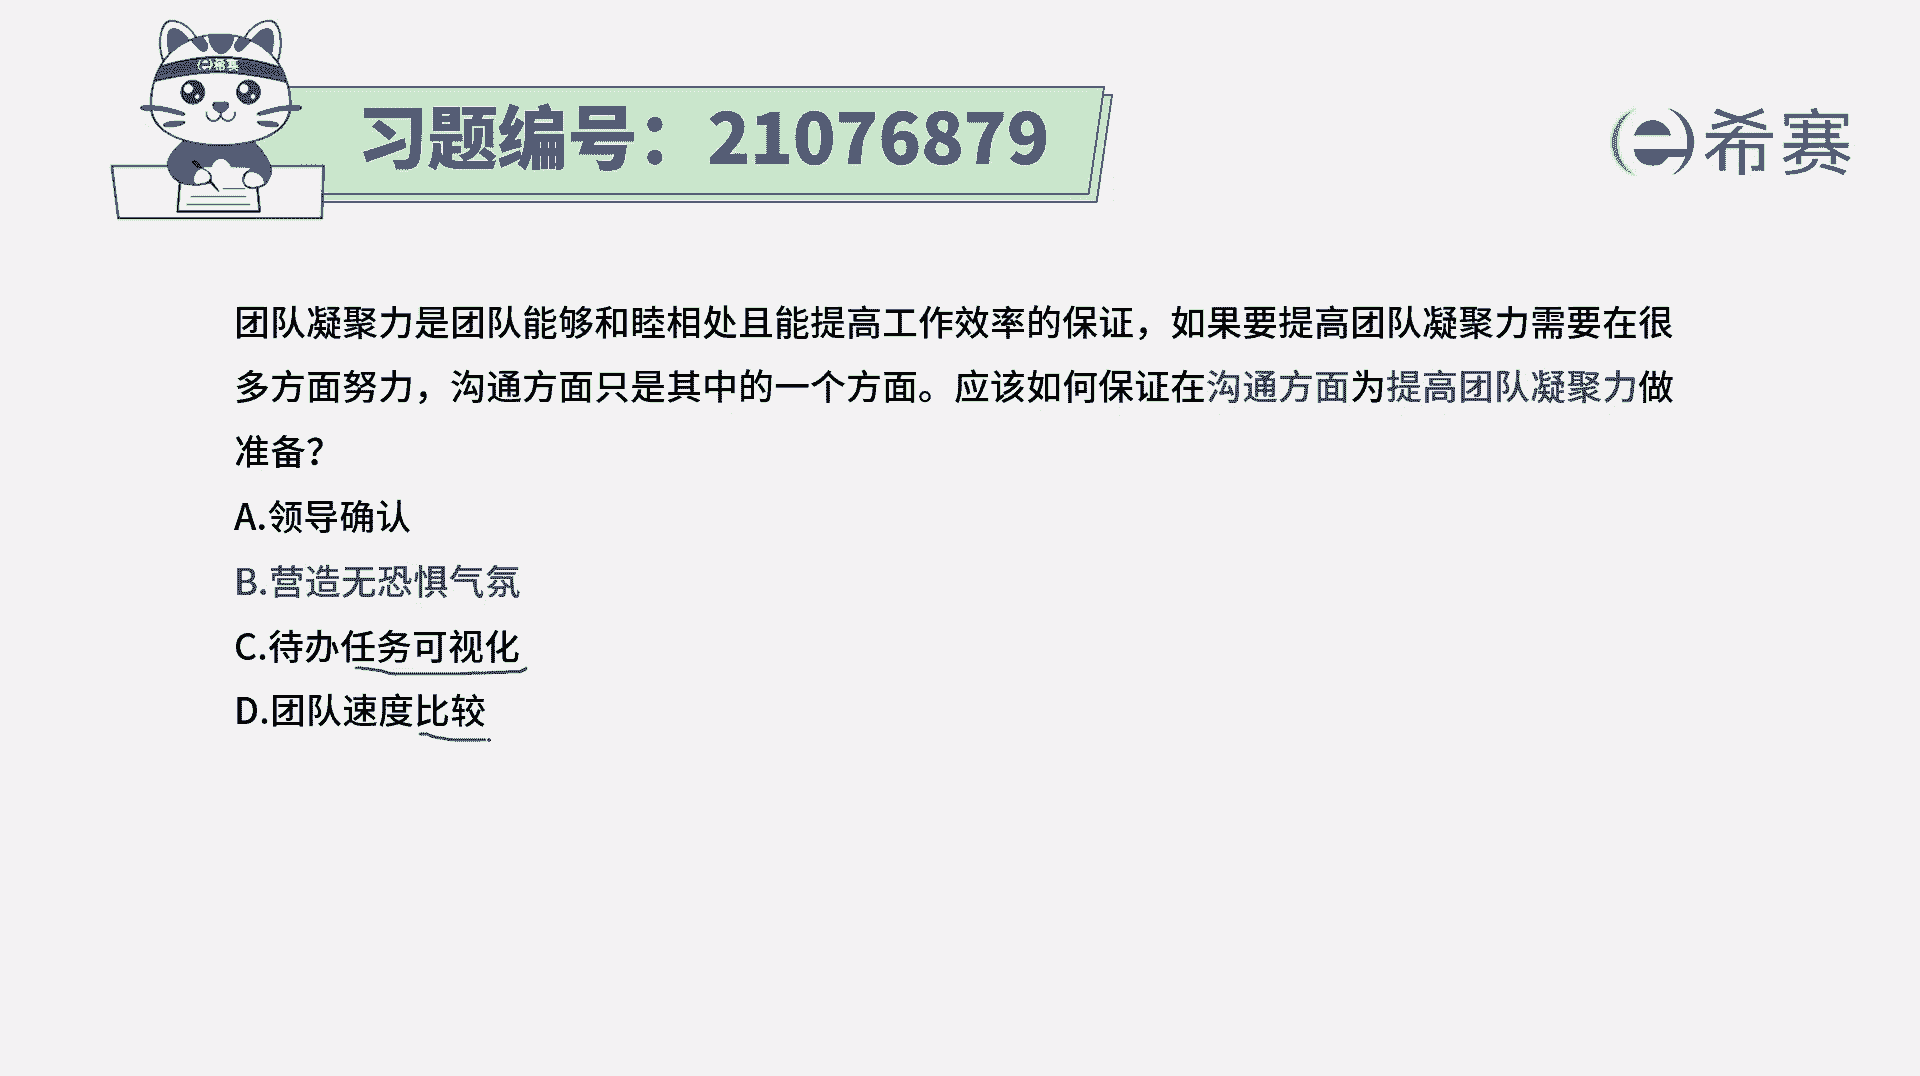 希赛
习题编号：21076879
希赛
团队凝聚力是团队能够和睦相处且能提高工作效率的保证，如果要提高团队凝聚力需要在很
多方面努力，沟通方面只是其中的一个方面。应该如何保证在沟通方面为提高团队凝聚力做
准备？
A.领导确认
B.营造无恐惧气氛
C.待办任务可视化
D.团队速度比较